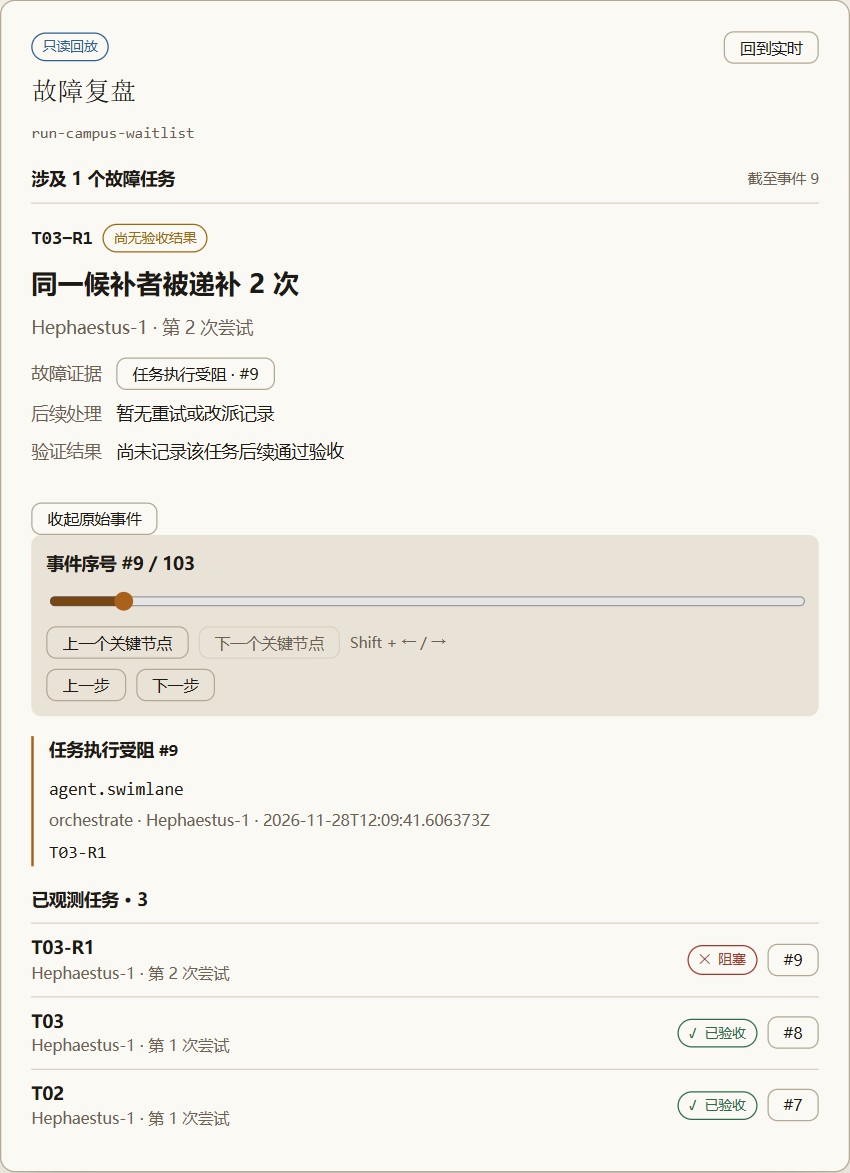 只读回放
回到实时
故障复盘
run-campus-waitlist
涉及 1 个故障任务
截至事件 9
T03-R1 尚无验收结果
同一候补者被递补 2 次
Hephaestus-1 · 第 2 次尝试
故障证据 任务执行受阻 · #9
后续处理 暂无重试或改派记录
验证结果 尚未记录该任务后续通过验收
收起原始事件
事件序号 #9 / 103
上一个关键节点 下一个关键节点 Shift + ←/→
上一步 下一步
任务执行受阻 #9
agent.swimlane
orchestrate · Hephaestus-1 · 2026-11-28T12:09:41.606373Z
T03-R1
已观测任务 • 3
T03-R1
Hephaestus-1 · 第 2 次尝试
× 阻塞 #9
T03
Hephaestus-1 · 第 1 次尝试
✓ 已验收 #8
T02
Hephaestus-1 · 第 1 次尝试
✓ 已验收 #7